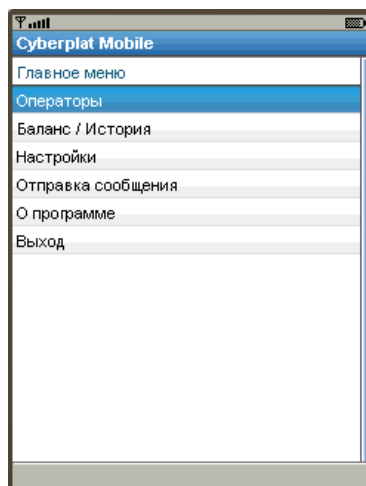 Cyberplat Mobile
Главное меню
Операторы
Баланс / История
Настройки
Отправка сообщения
О программе
Выход